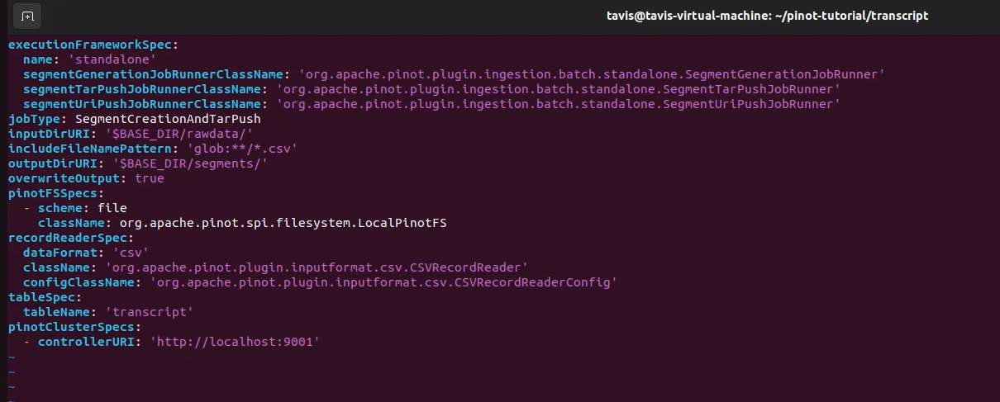 tavis@tavis-virtual-machine: ~/pinot-tutorial/transcript
executionFrameworkSpec:
  name: 'standalone'
  segmentGenerationJobRunnerClassName: 'org.apache.pinot.plugin.ingestion.batch.standalone.SegmentGenerationJobRunner'
  segmentTarPushJobRunnerClassName: 'org.apache.pinot.plugin.ingestion.batch.standalone.SegmentTarPushJobRunner'
  segmentUriPushJobRunnerClassName: 'org.apache.pinot.plugin.ingestion.batch.standalone.SegmentUriPushJobRunner'
jobType: SegmentCreationAndTarPush
inputDirURI: '$BASE_DIR/rawdata/'
includeFileNamePattern: 'glob:**/*.csv'
outputDirURI: '$BASE_DIR/segments/'
overwriteOutput: true
pinotFSSpecs:
  - scheme: file
    className: org.apache.pinot.spi.filesystem.LocalPinotFS
recordReaderSpec:
  dataFormat: 'csv'
  className: 'org.apache.pinot.plugin.inputformat.csv.CSVRecordReader'
  configClassName: 'org.apache.pinot.plugin.inputformat.csv.CSVRecordReaderConfig'
tableSpec:
  tableName: 'transcript'
pinotClusterSpecs:
  - controllerURI: 'http://localhost:9001'
~
~
~
~